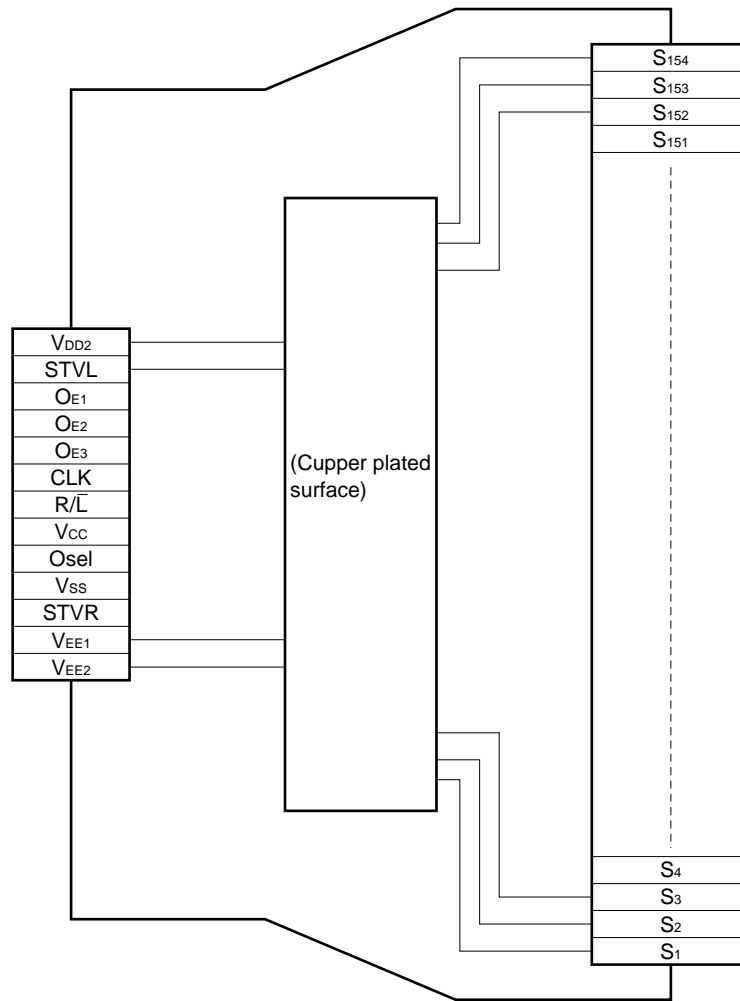 S154
S153
S152
S151
VDD2
STVL
OE1
OE2
OE3
CLK
R/L̅
VCC
Osel
VSS
STVR
VEE1
VEE2
(Cupper plated
surface)
S4
S3
S2
S1